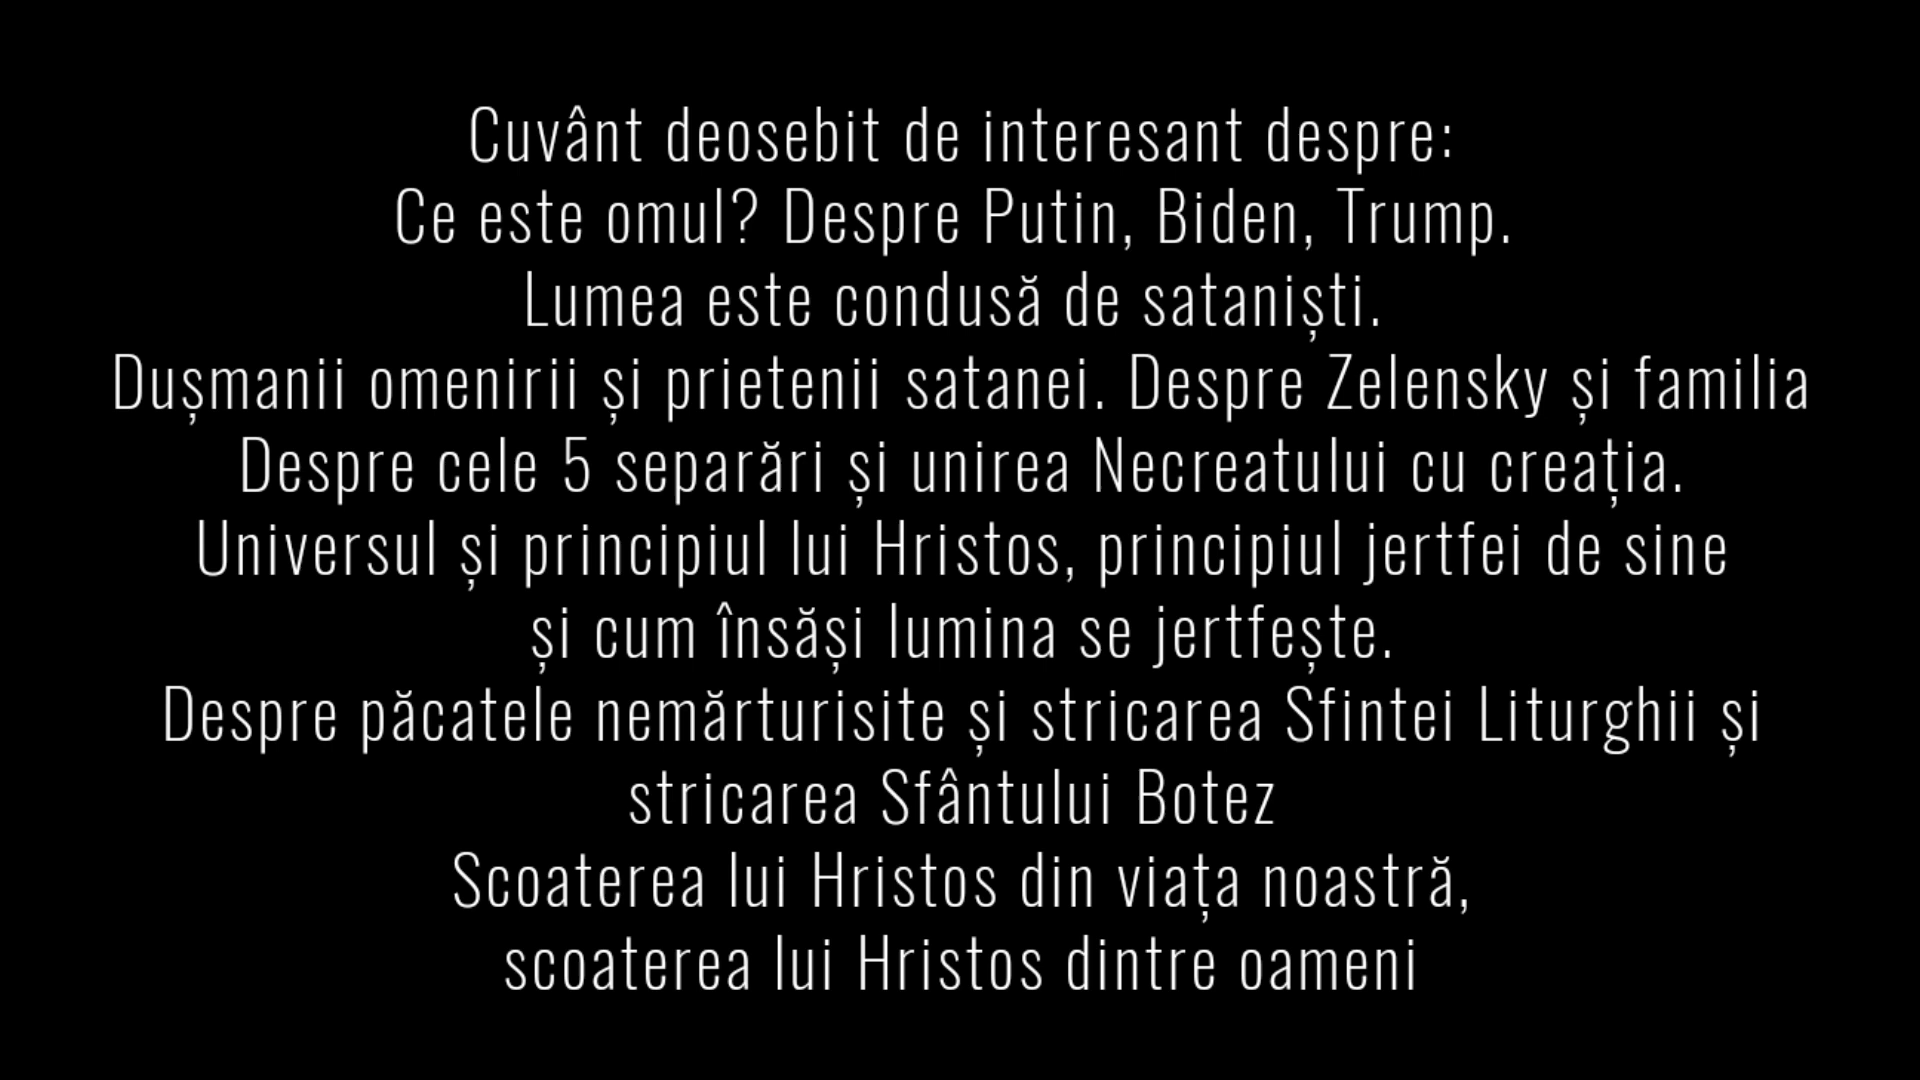 Cuvânt deosebit de interesant despre:
Ce este omul? Despre Putin, Biden, Trump.
Lumea este condusă de sataniști.
Dușmanii omenirii și prietenii satanei. Despre Zelensky și familia
Despre cele 5 separări și unirea Necreatului cu creația.
Universul și principiul lui Hristos, principiul jertfei de sine
și cum însăși lumina se jertfește.
Despre păcatele nemărturisite și stricarea Sfintei Liturghii și
stricarea Sfântului Botez
Scoaterea lui Hristos din viața noastră,
scoaterea lui Hristos dintre oameni